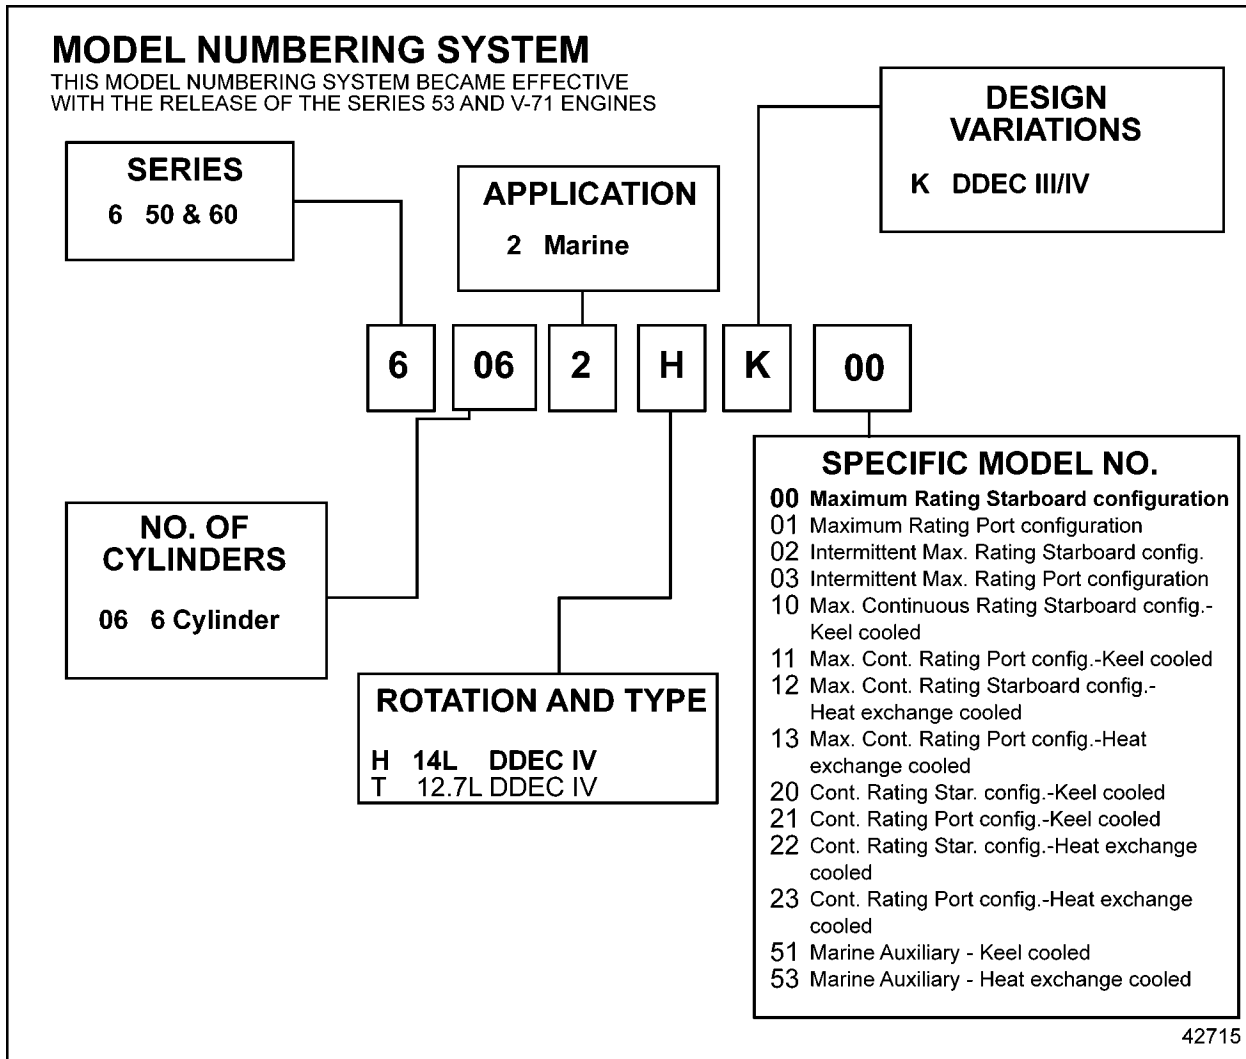 MODEL NUMBERING SYSTEM
THIS MODEL NUMBERING SYSTEM BECAME EFFECTIVE
WITH THE RELEASE OF THE SERIES 53 AND V-71 ENGINES
SERIES
6 50 & 60
APPLICATION
2 Marine
DESIGN
VARIATIONS
K DDEC III/IV
6 06 2 H K 00
NO. OF
CYLINDERS
06 6 Cylinder
ROTATION AND TYPE
H 14L DDEC IV
T 12.7L DDEC IV
SPECIFIC MODEL NO.
00 Maximum Rating Starboard configuration
01 Maximum Rating Port configuration
02 Intermittent Max. Rating Starboard config.
03 Intermittent Max. Rating Port configuration
10 Max. Continuous Rating Starboard config.-
Keel cooled
11 Max. Cont. Rating Port config.-Keel cooled
12 Max. Cont. Rating Starboard config.-
Heat exchange cooled
13 Max. Cont. Rating Port config.-Heat
exchange cooled
20 Cont. Rating Star. config.-Keel cooled
21 Cont. Rating Port config.-Keel cooled
22 Cont. Rating Star. config.-Heat exchange
cooled
23 Cont. Rating Port config.-Heat exchange
cooled
51 Marine Auxiliary - Keel cooled
53 Marine Auxiliary - Heat exchange cooled
42715